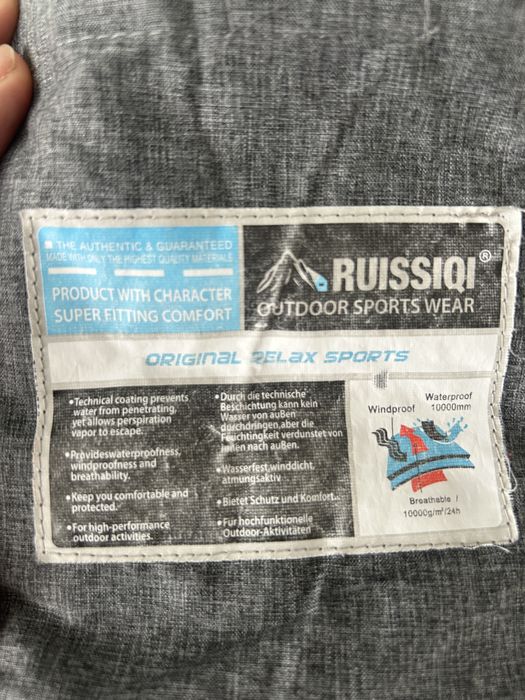 THE AUTHENTIC & GUARANTEED
MADE WITH ONLY THE HIGHEST QUALITY MATERIALS
PRODUCT WITH CHARACTER
SUPER FITTING COMFORT
RUISSIQI®
OUTDOOR SPORTS WEAR
ORIGINAL RELAX SPORTS
•Technical coating prevents
water from penetrating,
yet allows perspiration
vapor to escape.
•Provideswaterproofness,
windproofness and
breathability.
•Keep you comfortable and
protected.
•For high-performance
outdoor activities.
•Durch die technische
Beschichtung kann kein
Wasser von außen
durchdringen,aber die
Feuchtigkeit verdunstet von
innen nach außen.
•Wasserfest,winddicht,
atmungsaktiv
•Bietet Schutz und Komfort..
•Für hochfunktionelle
Outdoor-Aktivitäten
Waterproof
Windproof 10000mm
Breathable /
10000g/m²/24h